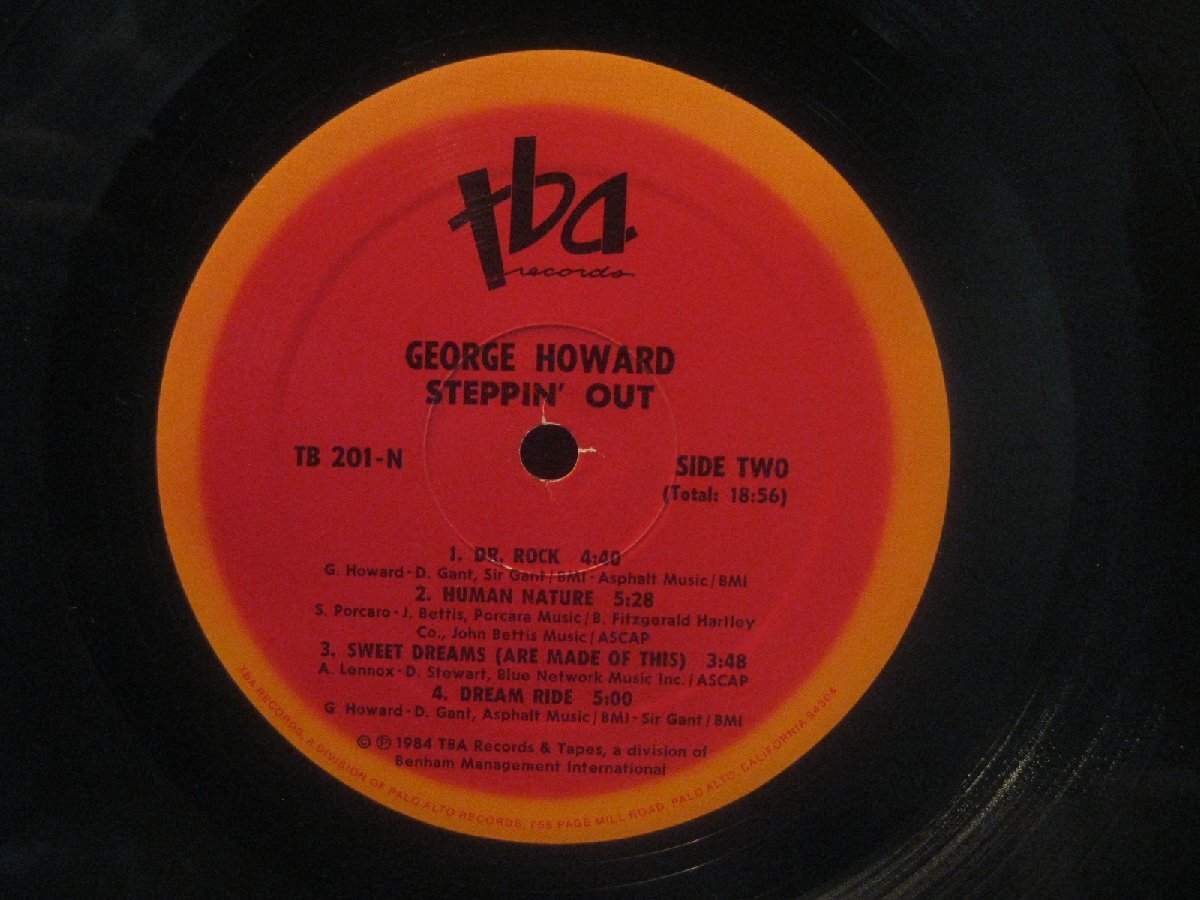 tba.
records
GEORGE HOWARD
STEPPIN' OUT
TB 201-N
SIDE TWO
(Total: 18:56)
1. DR. ROCK 4:40
G. Howard - D. Gant, Sir Gant/BMI - Asphalt Music/BMI
2. HUMAN NATURE 5:28
S. Porcaro - J. Bettis, Porcara Music/B. Fitzgerald Hartley
Co., John Bettis Music/ASCAP
3. SWEET DREAMS (ARE MADE OF THIS) 3:48
A. Lennox - D. Stewart, Blue Network Music Inc./ASCAP
4. DREAM RIDE 5:00
G Howard - D. Gant, Asphalt Music/BMI - Sir Gant/BMI
© ℗ 1984 TBA Records & Tapes, a division of
Benham Management International
TBA RECORDS, A DIVISION OF PALO ALTO RECORDS, 755 PAGE MILL ROAD, PALO ALTO, CALIFORNIA 94304